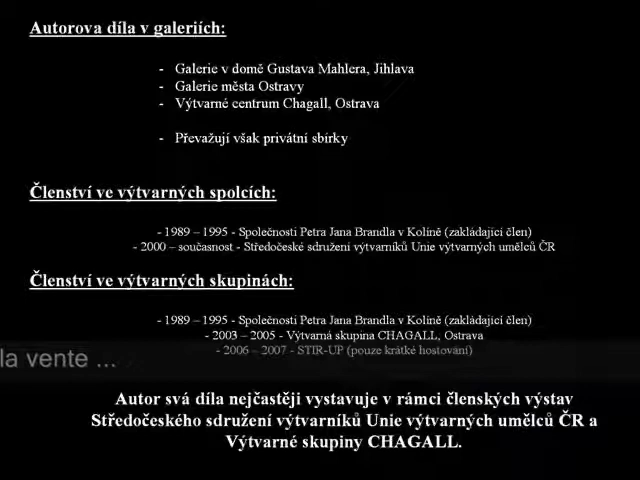 Autorova díla v galeriích:
- Galerie v domě Gustava Mahlera, Jihlava
- Galerie města Ostravy
- Výtvarné centrum Chagall, Ostrava
- Převažují však privátní sbírky
Členství ve výtvarných spolcích:
- 1989 – 1995 - Společnosti Petra Jana Brandla v Kolíně (zakládající člen)
- 2000 – současnost - Středočeské sdružení výtvarníků Unie výtvarných umělců ČR
Členství ve výtvarných skupinách:
- 1989 – 1995 - Společnosti Petra Jana Brandla v Kolíně (zakládající člen)
- 2003 – 2005 - Výtvarná skupina CHAGALL, Ostrava
- 2006 – 2007 - STIR-UP (pouze krátké hostování)
la vente ...
Autor svá díla nejčastěji vystavuje v rámci členských výstav
Středočeského sdružení výtvarníků Unie výtvarných umělců ČR a
Výtvarné skupiny CHAGALL.